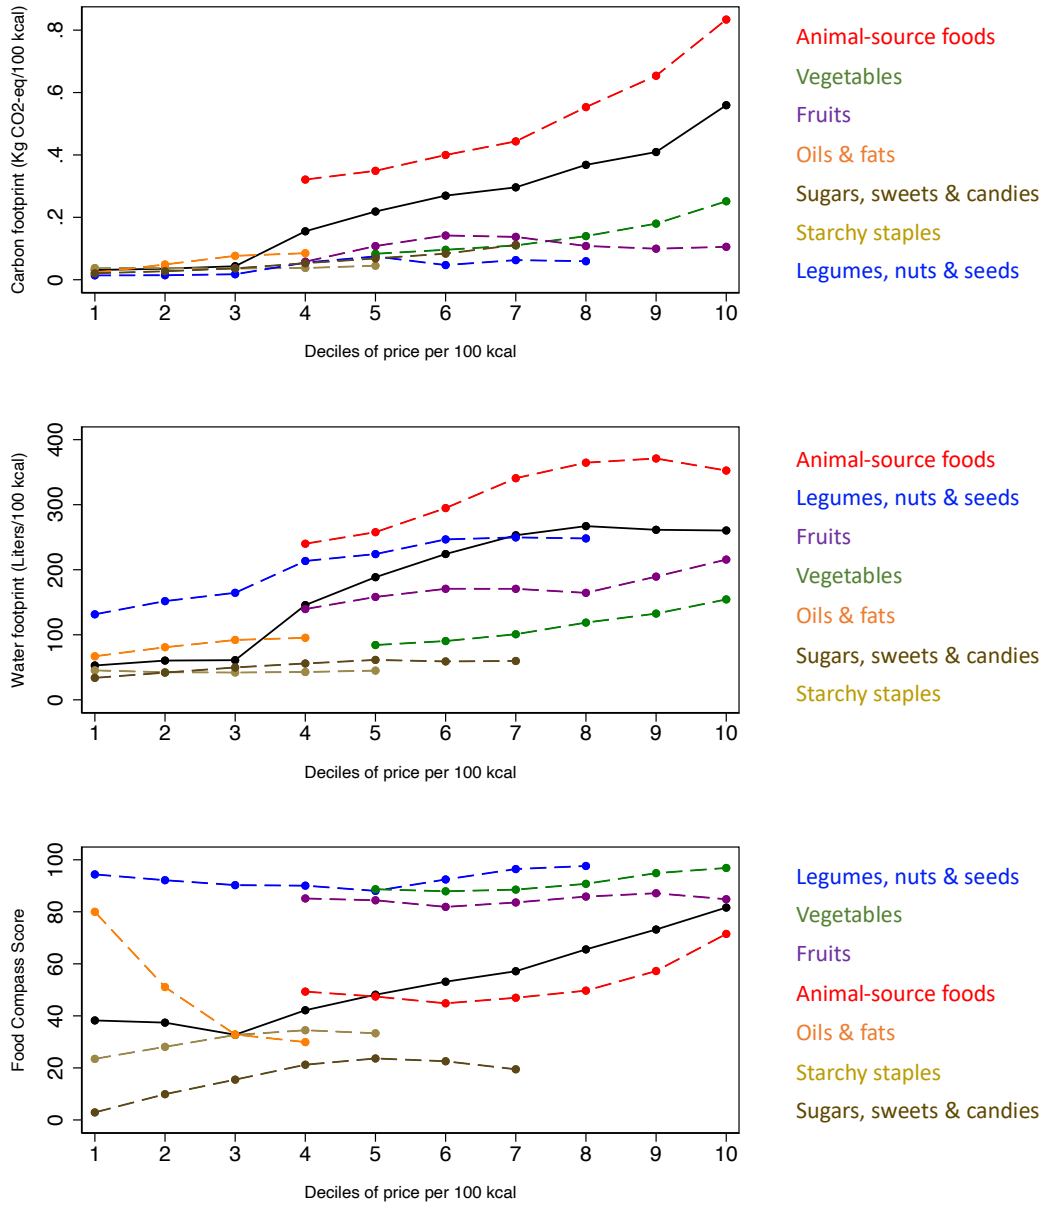 Carbon footprint (Kg CO2-eq/100 kcal)
.8
.6
.4
.2
0
1 2 3 4 5 6 7 8 9 10
Deciles of price per 100 kcal
Animal-source foods
Vegetables
Fruits
Oils & fats
Sugars, sweets & candies
Starchy staples
Legumes, nuts & seeds
Water footprint (Liters/100 kcal)
400
300
200
100
0
1 2 3 4 5 6 7 8 9 10
Deciles of price per 100 kcal
Animal-source foods
Legumes, nuts & seeds
Fruits
Vegetables
Oils & fats
Sugars, sweets & candies
Starchy staples
Food Compass Score
100
80
60
40
20
0
1 2 3 4 5 6 7 8 9 10
Deciles of price per 100 kcal
Legumes, nuts & seeds
Vegetables
Fruits
Animal-source foods
Oils & fats
Starchy staples
Sugars, sweets & candies